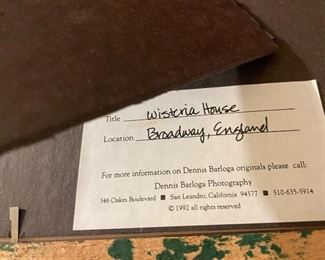 Title Wisteria House
Location Broadway, England
For more information on Dennis Barloga originals please call:
Dennis Barloga Photography
346 Oakes Boulevard ■ San Leandro, California 94577 ■ 510-635-5914
© 1992 all rights reserved